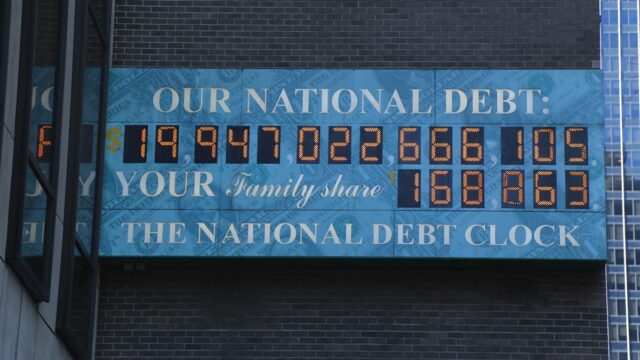 OUR NATIONAL DEBT:
$19,947,022,666,105.
YOUR Family share $168,863
THE NATIONAL DEBT CLOCK